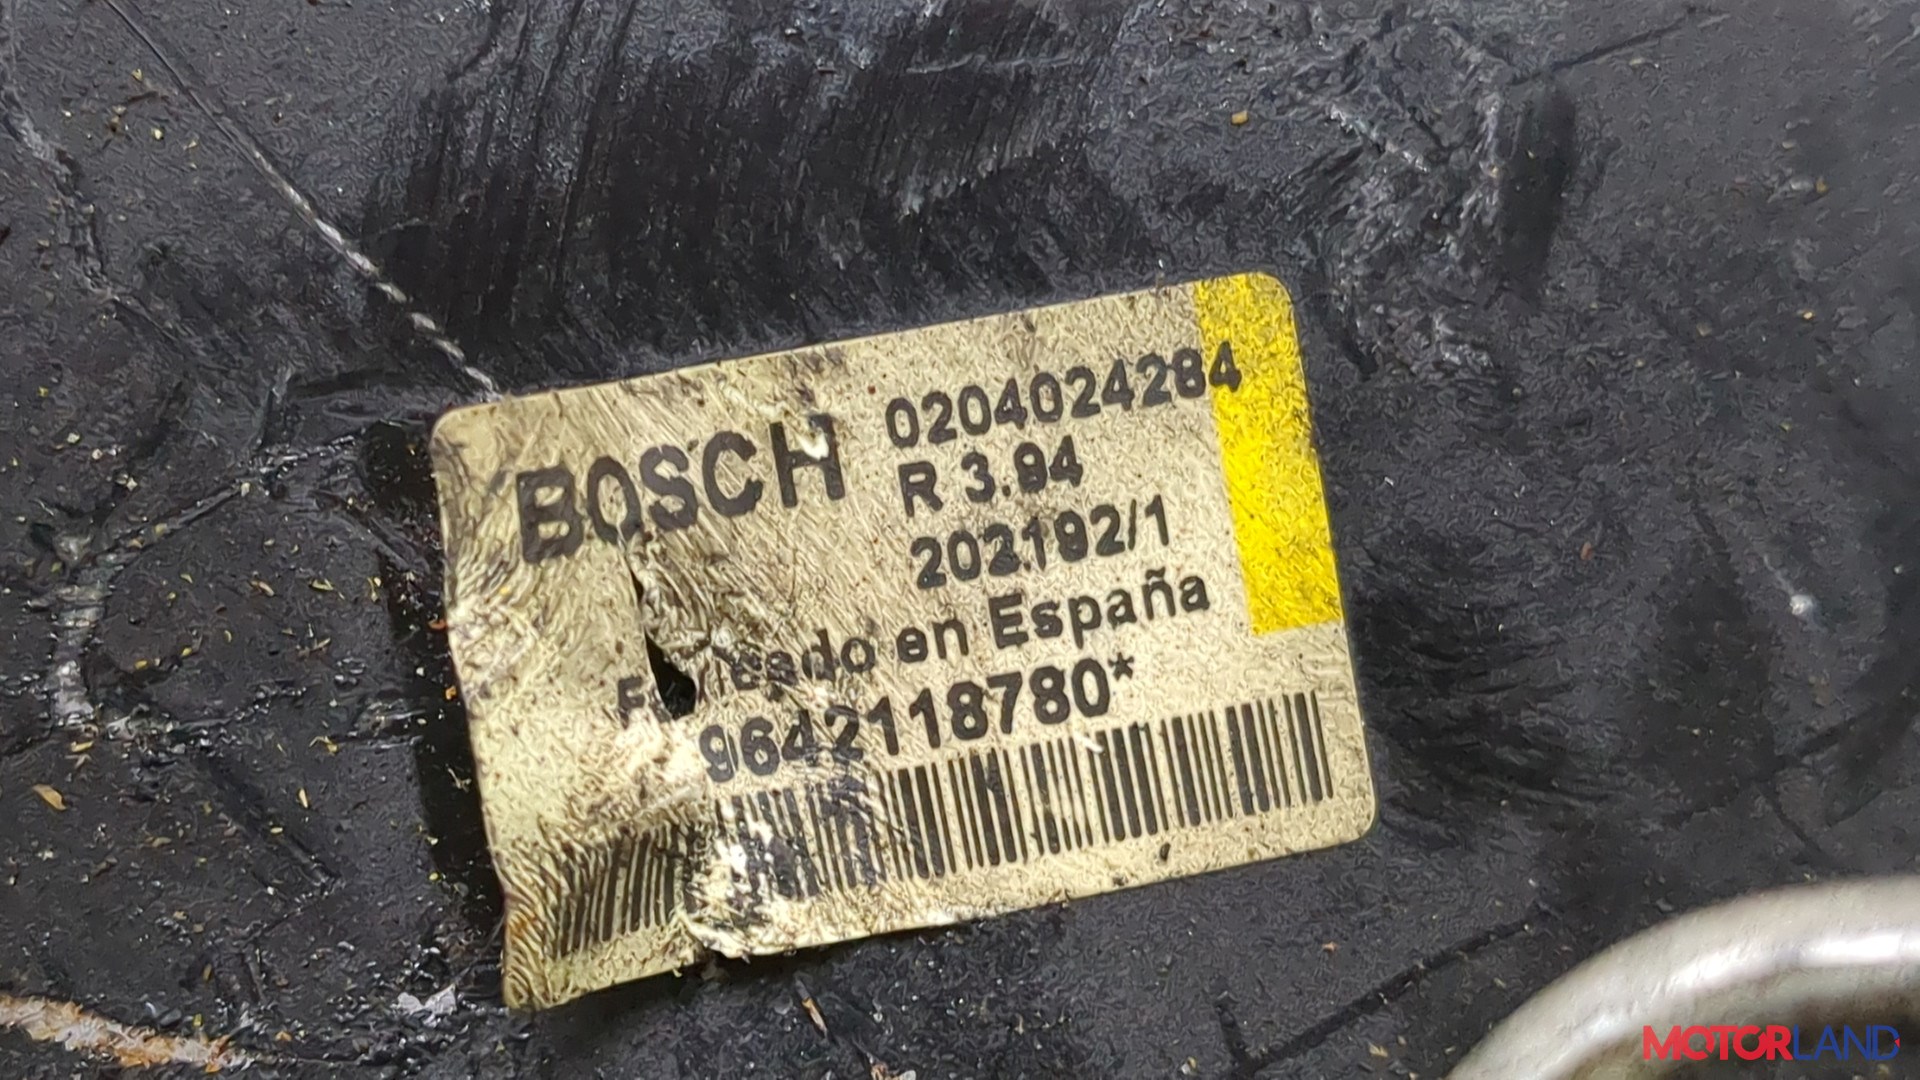 BOSCH
0204024284
R 3.94
202192/1
en España
9642118780*
MOTORLAND